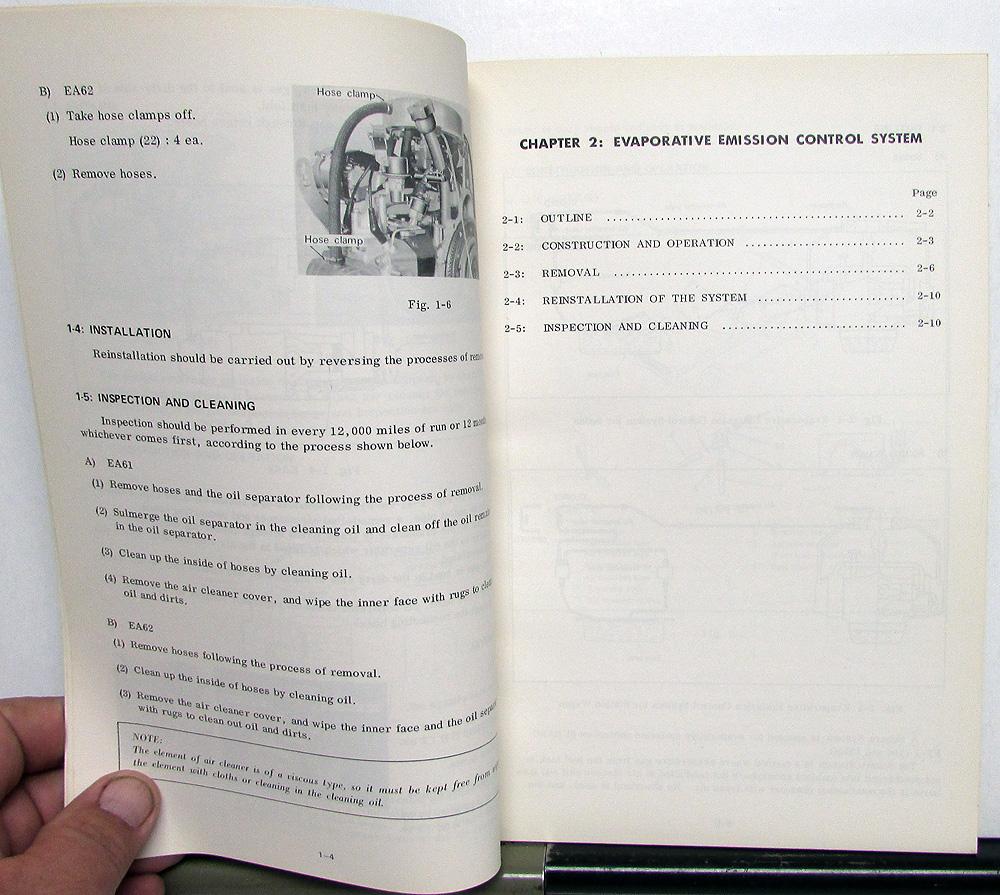 B) EA62
(1) Take hose clamps off.
Hose clamp (22) : 4 ea.
(2) Remove hoses.
Hose clamp
Hose clamp
Fig. 1-6
1-4: INSTALLATION
Reinstallation should be carried out by reversing the processes of
1-5: INSPECTION AND CLEANING
Inspection should be performed in every 12,000 miles of run or 12
whichever comes first, according to the process shown below.
A) EA61
(1) Remove hoses and the oil separator following the process of removal.
(2) Sulmerge the oil separator in the cleaning oil and clean off the oil
in the oil separator.
(3) Clean up the inside of hoses by cleaning oil.
(4) Remove the air cleaner cover, and wipe the inner face with rugs to
oil and dirts.
B) EA62
(1) Remove hoses following the process of removal.
(2) Clean up the inside of hoses by cleaning oil.
(3) Remove the air cleaner cover, and wipe the inner face and the oil
with rugs to clean out oil and dirts.
NOTE:
The element of air cleaner is of a viscous type, so it must be kept free from
the element with cloths or cleaning in the cleaning oil.
1-4
CHAPTER 2: EVAPORATIVE EMISSION CONTROL SYSTEM
Page
2-1: OUTLINE ........................ 2-2
2-2: CONSTRUCTION AND OPERATION ........................ 2-3
2-3: REMOVAL ........................ 2-6
2-4: REINSTALLATION OF THE SYSTEM ........................ 2-10
2-5: INSPECTION AND CLEANING ........................ 2-10